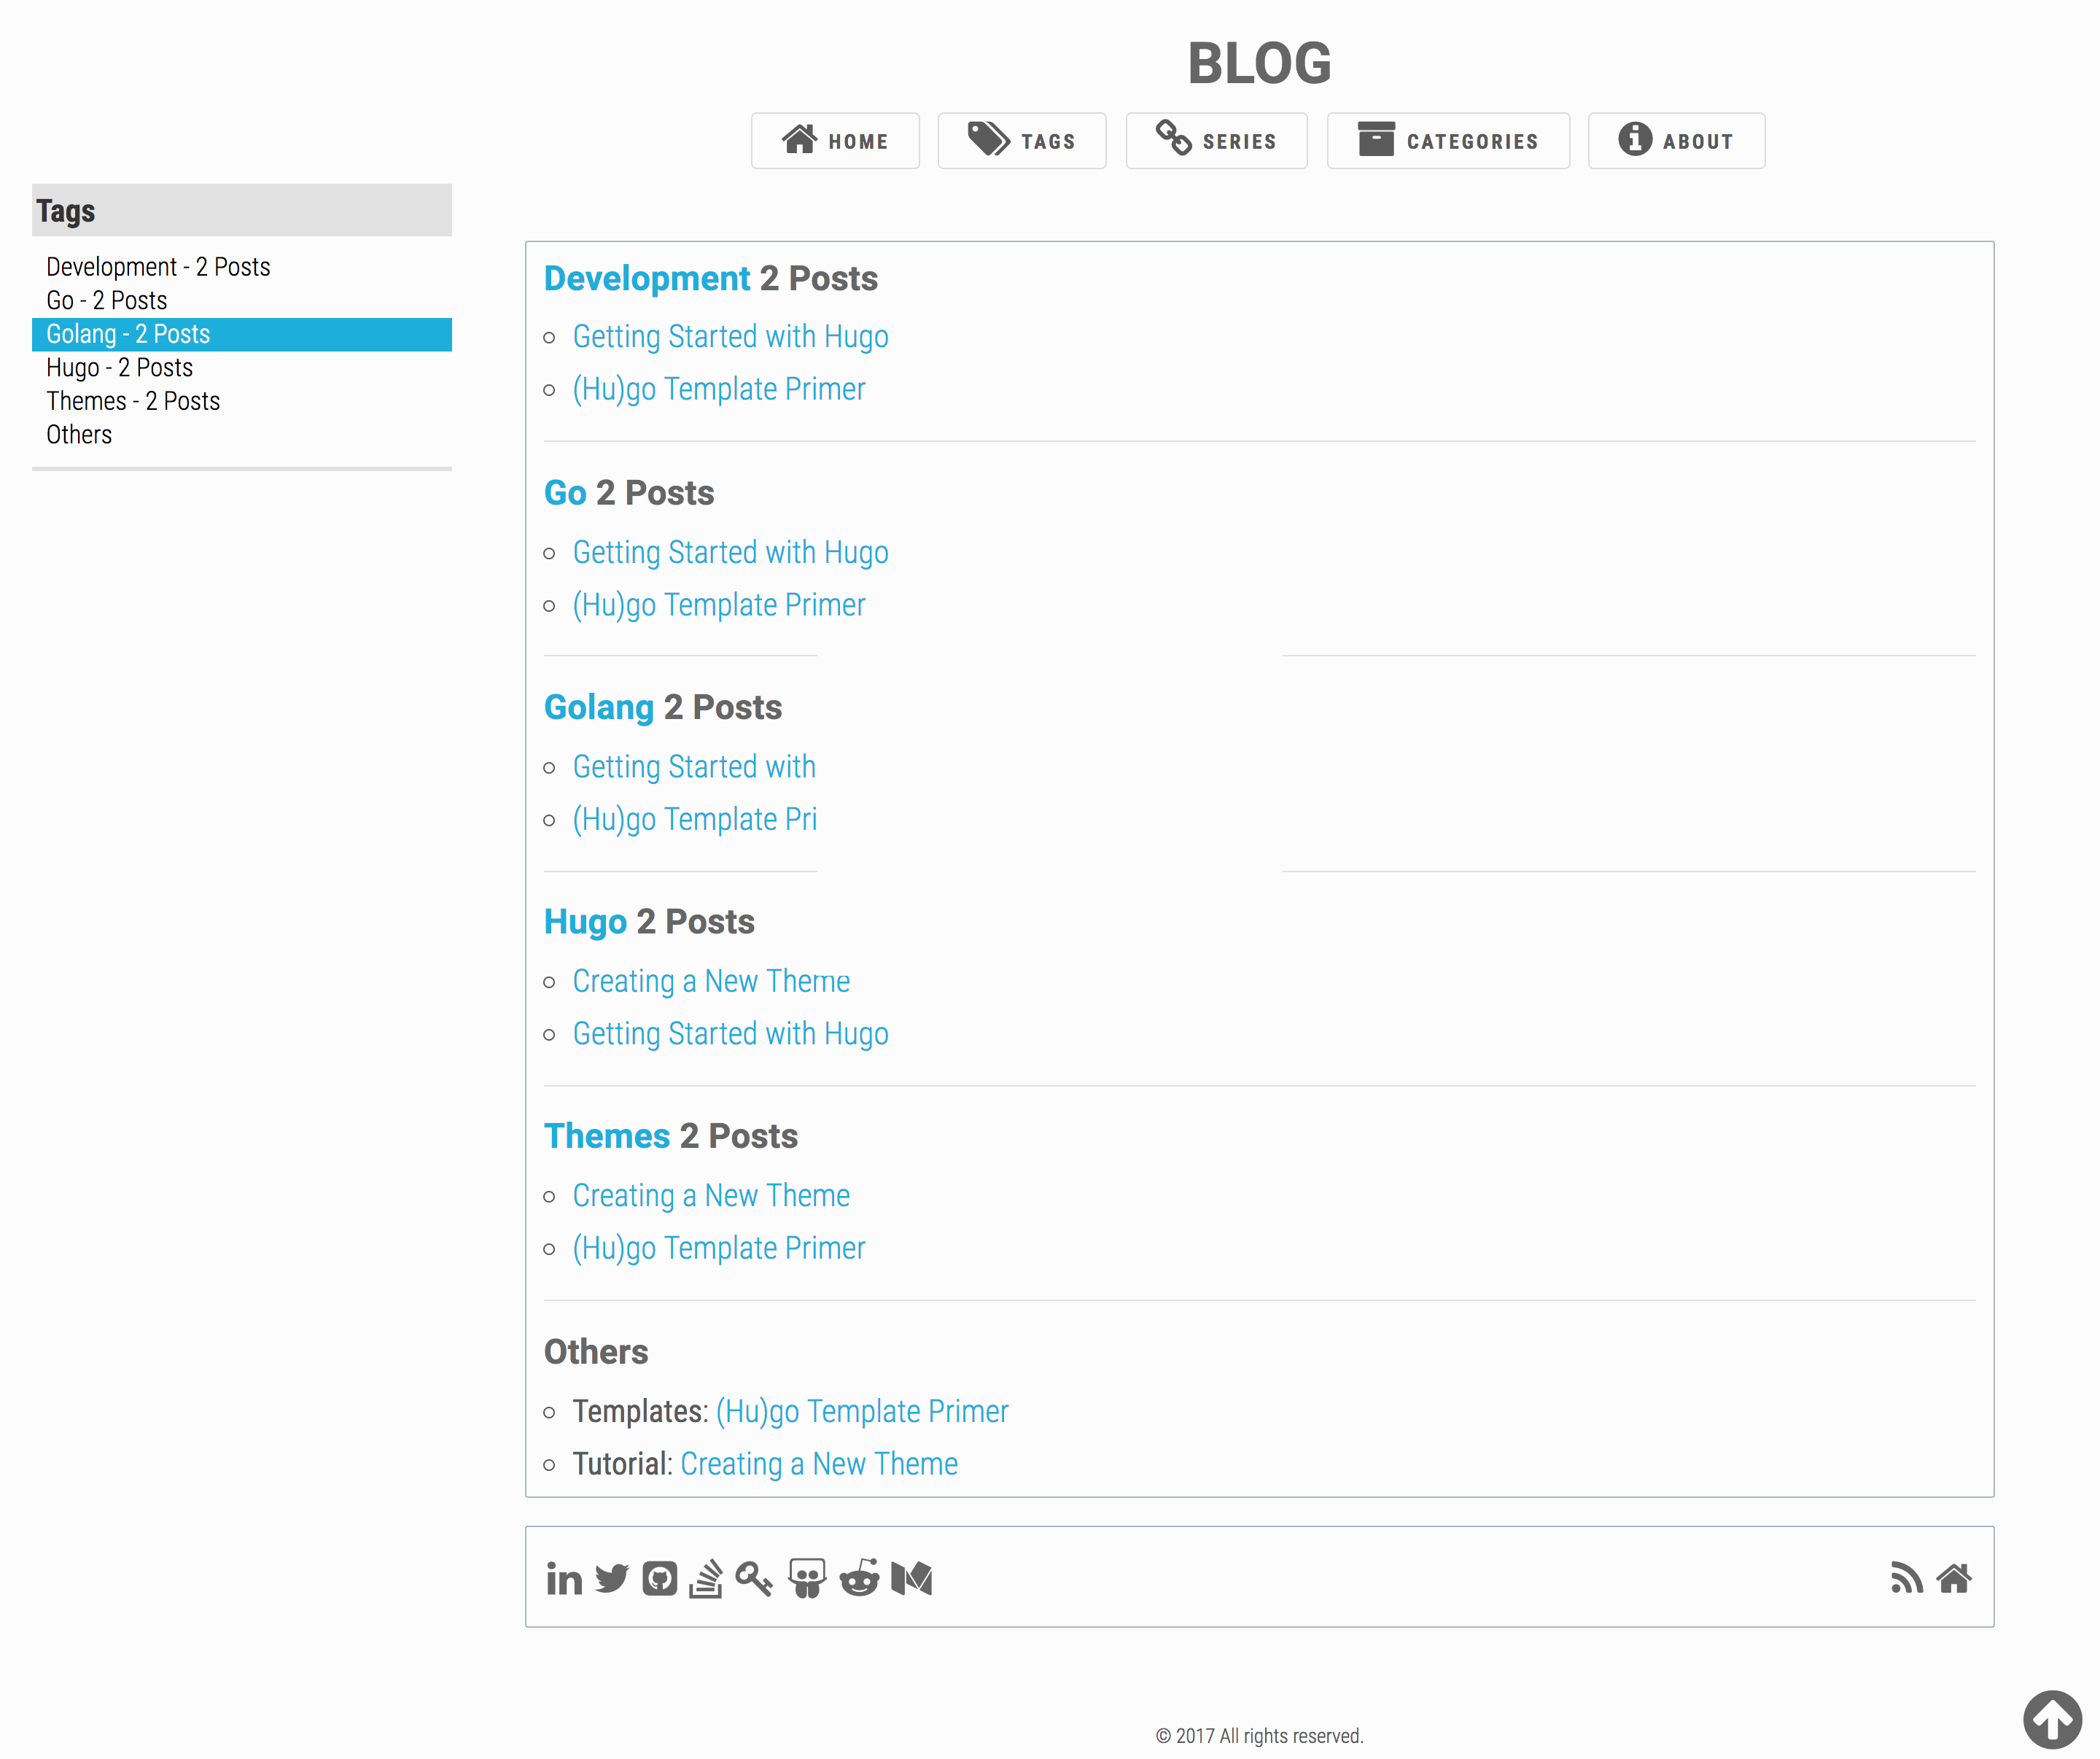 BLOG
HOME TAGS SERIES CATEGORIES ABOUT
Tags
Development - 2 Posts
Go - 2 Posts
Golang - 2 Posts
Hugo - 2 Posts
Themes - 2 Posts
Others
Development 2 Posts
Getting Started with Hugo
(Hu)go Template Primer
Go 2 Posts
Getting Started with Hugo
(Hu)go Template Primer
Golang 2 Posts
Getting Started with
(Hu)go Template Pri
Hugo 2 Posts
Creating a New Theme
Getting Started with Hugo
Themes 2 Posts
Creating a New Theme
(Hu)go Template Primer
Others
Templates: (Hu)go Template Primer
Tutorial: Creating a New Theme
© 2017 All rights reserved.